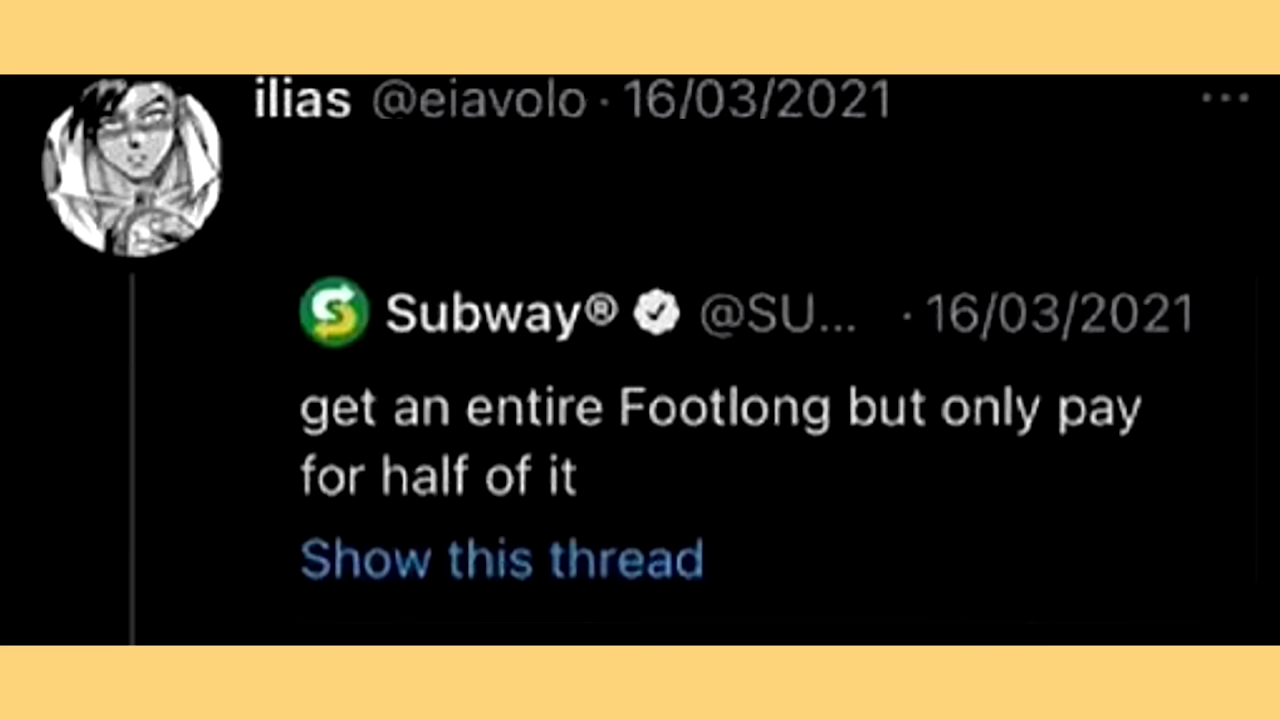 ilias @eiavolo · 16/03/2021 ...
Subway® @SU... · 16/03/2021
get an entire Footlong but only pay
for half of it
Show this thread